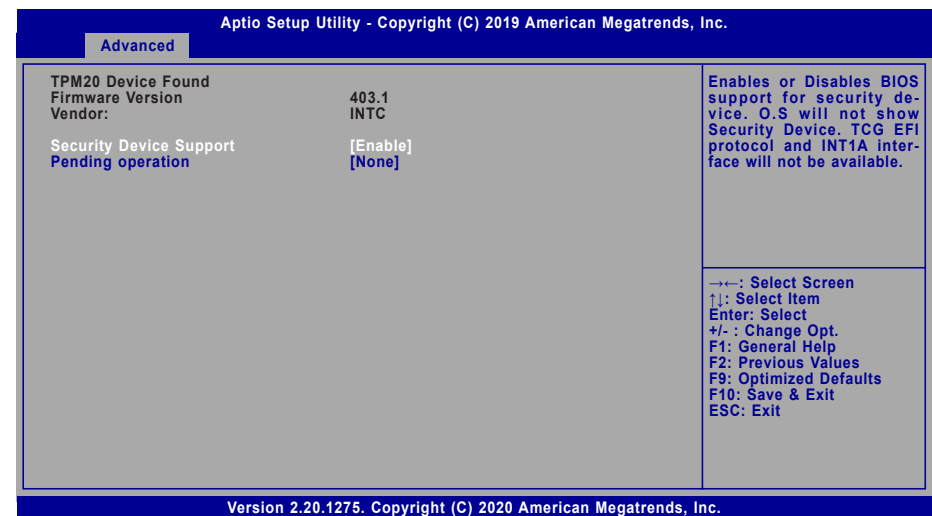 Aptio Setup Utility - Copyright (C) 2019 American Megatrends, Inc.
Advanced
TPM20 Device Found
Firmware Version 403.1
Vendor: INTC
Security Device Support [Enable]
Pending operation [None]
Enables or Disables BIOS
support for security de-
vice. O.S will not show
Security Device. TCG EFI
protocol and INT1A inter-
face will not be available.
→←: Select Screen
↑↓: Select Item
Enter: Select
+/- : Change Opt.
F1: General Help
F2: Previous Values
F9: Optimized Defaults
F10: Save & Exit
ESC: Exit
Version 2.20.1275. Copyright (C) 2020 American Megatrends, Inc.